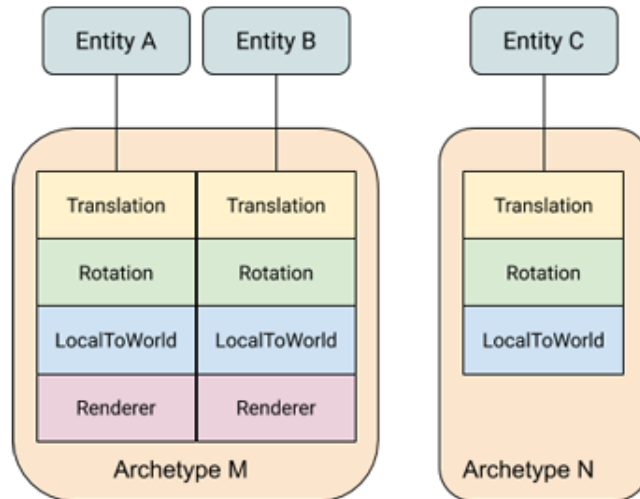 Entity A
Entity B
Entity C
Translation
Translation
Translation
Rotation
Rotation
Rotation
LocalToWorld
LocalToWorld
LocalToWorld
Renderer
Renderer
Archetype M
Archetype N